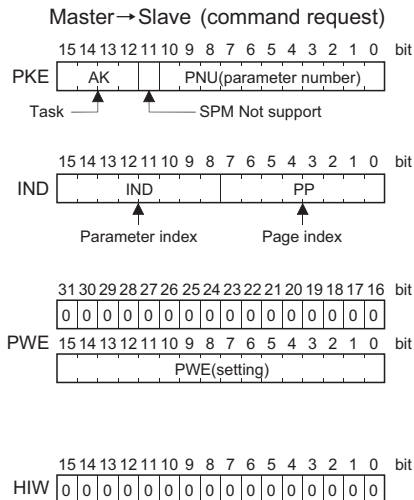 Master→Slave (command request)
15 14 13 12 11 10 9 8 7 6 5 4 3 2 1 0 bit
PKE AK PNU(parameter number)
Task SPM Not support
15 14 13 12 11 10 9 8 7 6 5 4 3 2 1 0 bit
IND IND PP
Parameter index Page index
31 30 29 28 27 26 25 24 23 22 21 20 19 18 17 16 bit
0 0 0 0 0 0 0 0 0 0 0 0 0 0 0 0
PWE 15 14 13 12 11 10 9 8 7 6 5 4 3 2 1 0 bit
PWE(setting)
15 14 13 12 11 10 9 8 7 6 5 4 3 2 1 0 bit
HIW 0 0 0 0 0 0 0 0 0 0 0 0 0 0 0 0